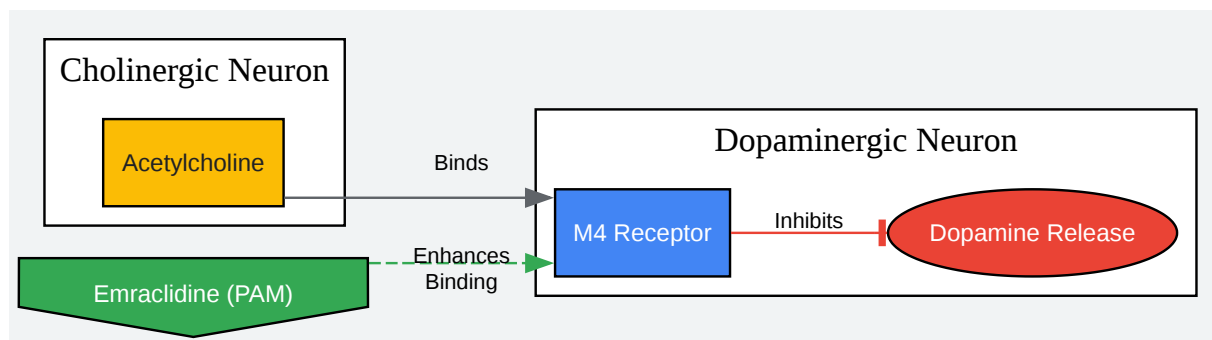 Cholinergic Neuron
Acetylcholine
Binds
Dopaminergic Neuron
M4 Receptor
Inhibits
Dopamine Release
Enhances
Binding
Emraclidine (PAM)